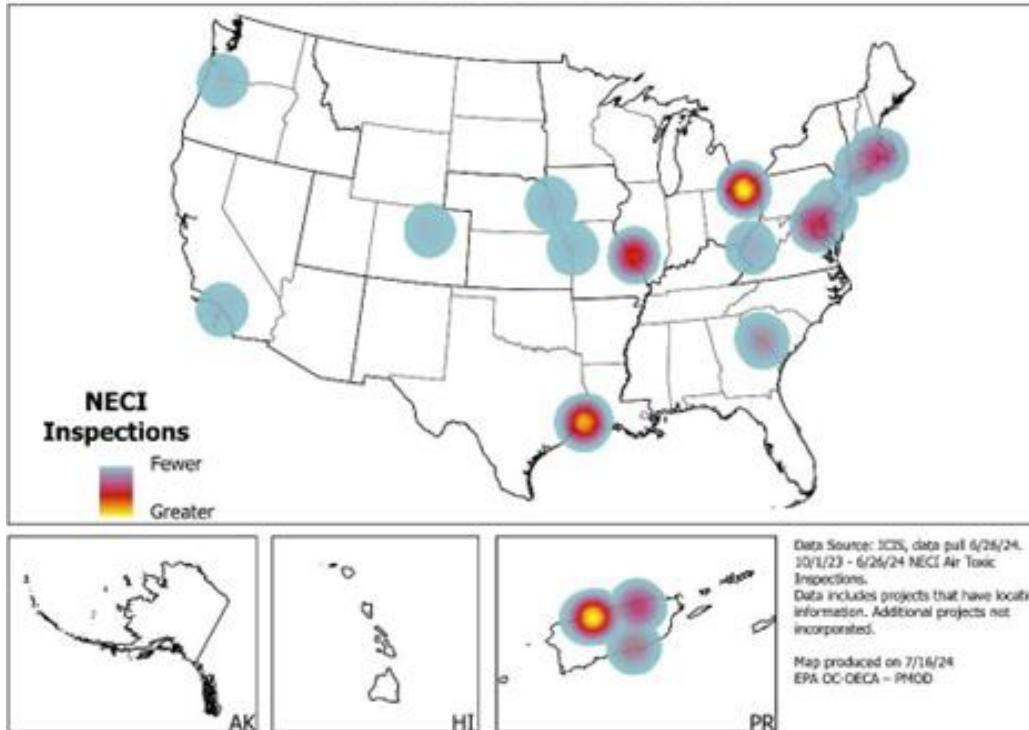 NECI
Inspections
Fewer
Greater
AK
HI
PR
Data Source: ICIS, data pull 6/26/24.
10/1/23 - 6/26/24 NECI Air Toxic
Inspections.
Data includes projects that have locatio
information. Additional projects not
incorporated.
Map produced on 7/16/24
EPA OC-OECA – PMOD